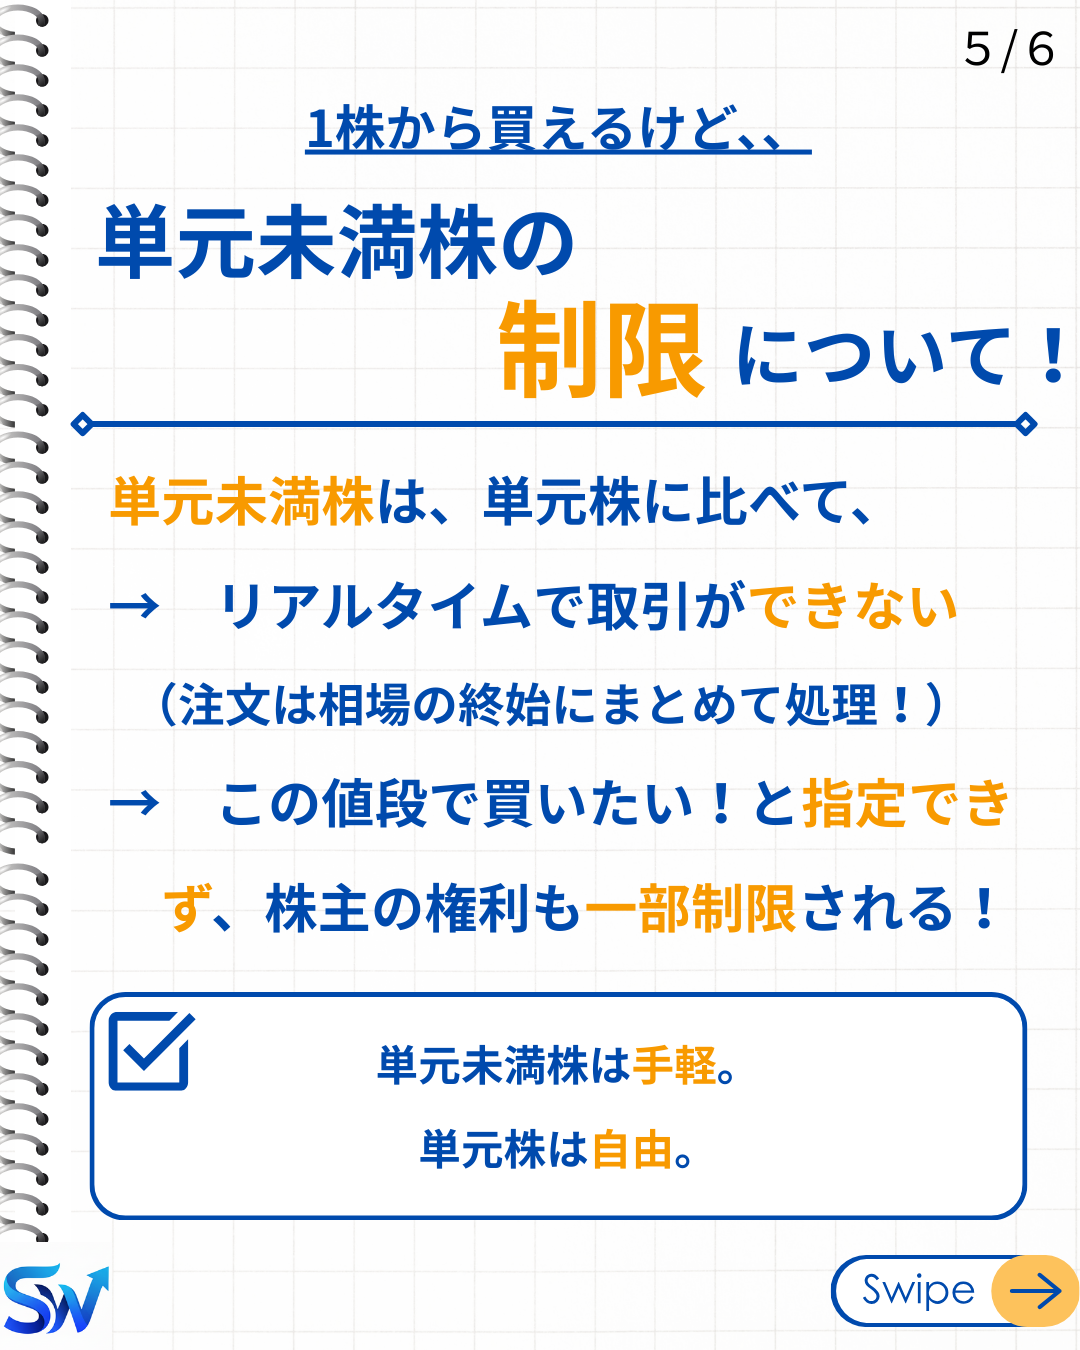 5/6
1株から買えるけど、、
単元未満株の
制限について！
単元未満株は、単元株に比べて、
→　リアルタイムで取引ができない
（注文は相場の終始にまとめて処理！）
→　この値段で買いたい！と指定でき
ず、株主の権利も一部制限される！
単元未満株は手軽。
単元株は自由。
SW
Swipe